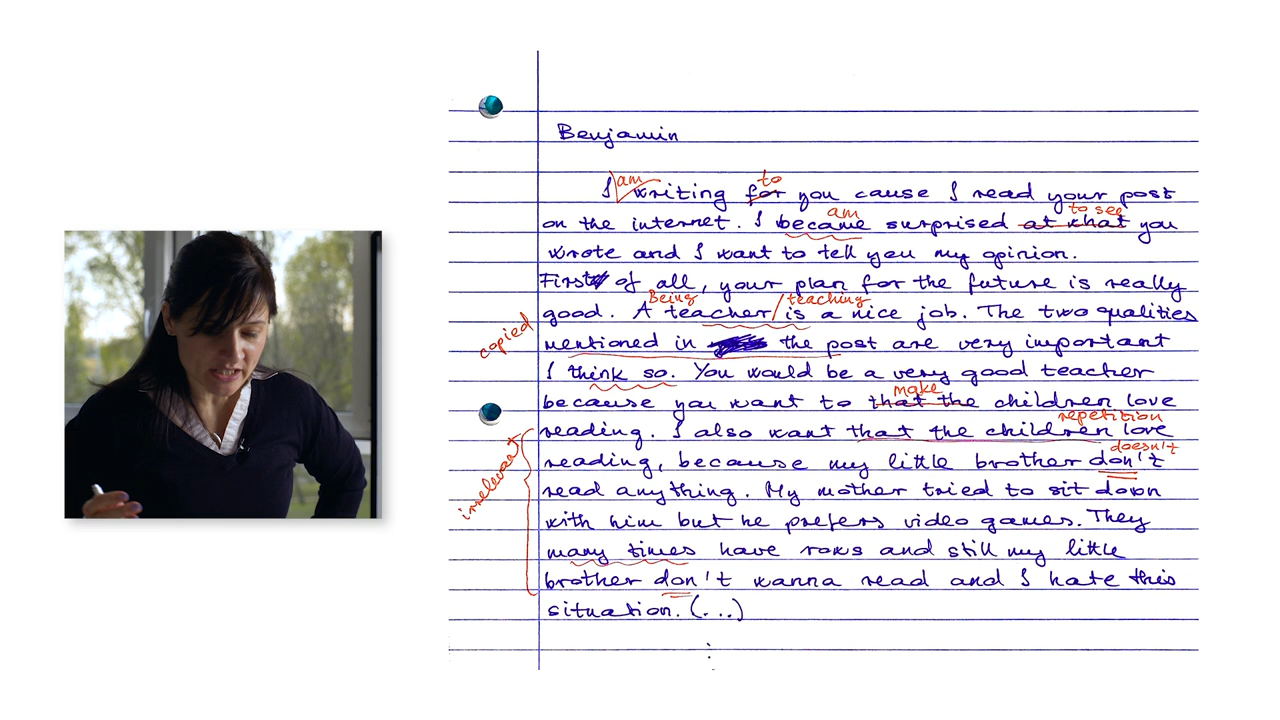 Benjamin
am
to
I writing for you cause I read your post
am
to see
on the internet. I became surprised at what you
wrote and I want to tell you my opinion.
First of all, your plan for the future is really
Being
teaching
good. A teacher / is a nice job. The two qualities
copied
mentioned in the post are very important
I think so. You would be a very good teacher
make
because you want to that the children love
repetition
reading. I also want that the children love
doesn't
irrelevant
reading, because my little brother don't
read anything. My mother tried to sit down
with him but he prefers video games. They
many times have rows and still my little
brother don't wanna read and I hate this
situation. (...)